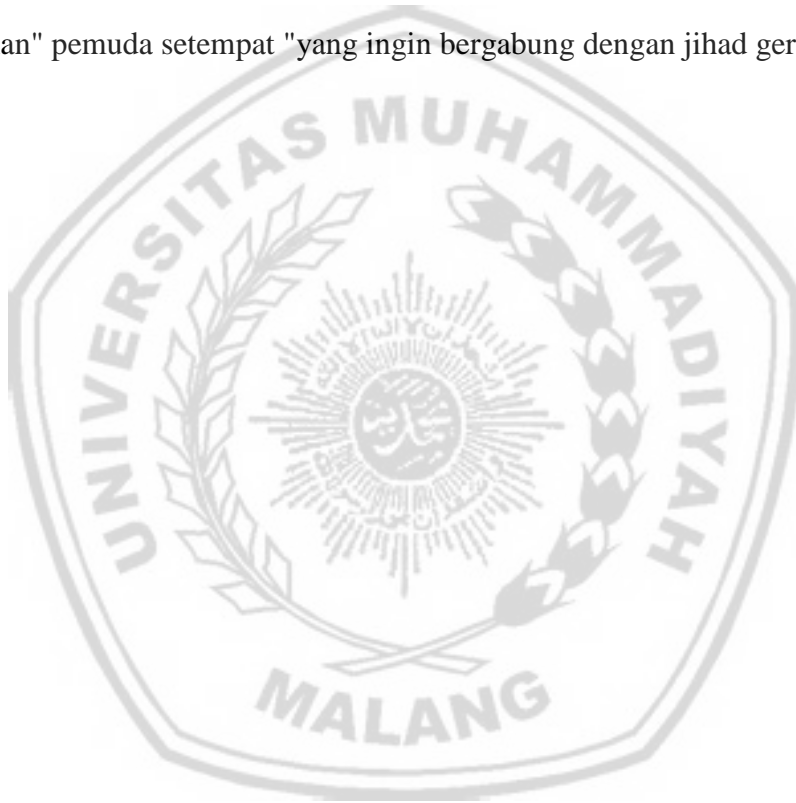 an" pemuda setempat "yang ingin bergabung dengan jihad ger
UNIVERSITAS MUHAMMADIYAH
MALANG